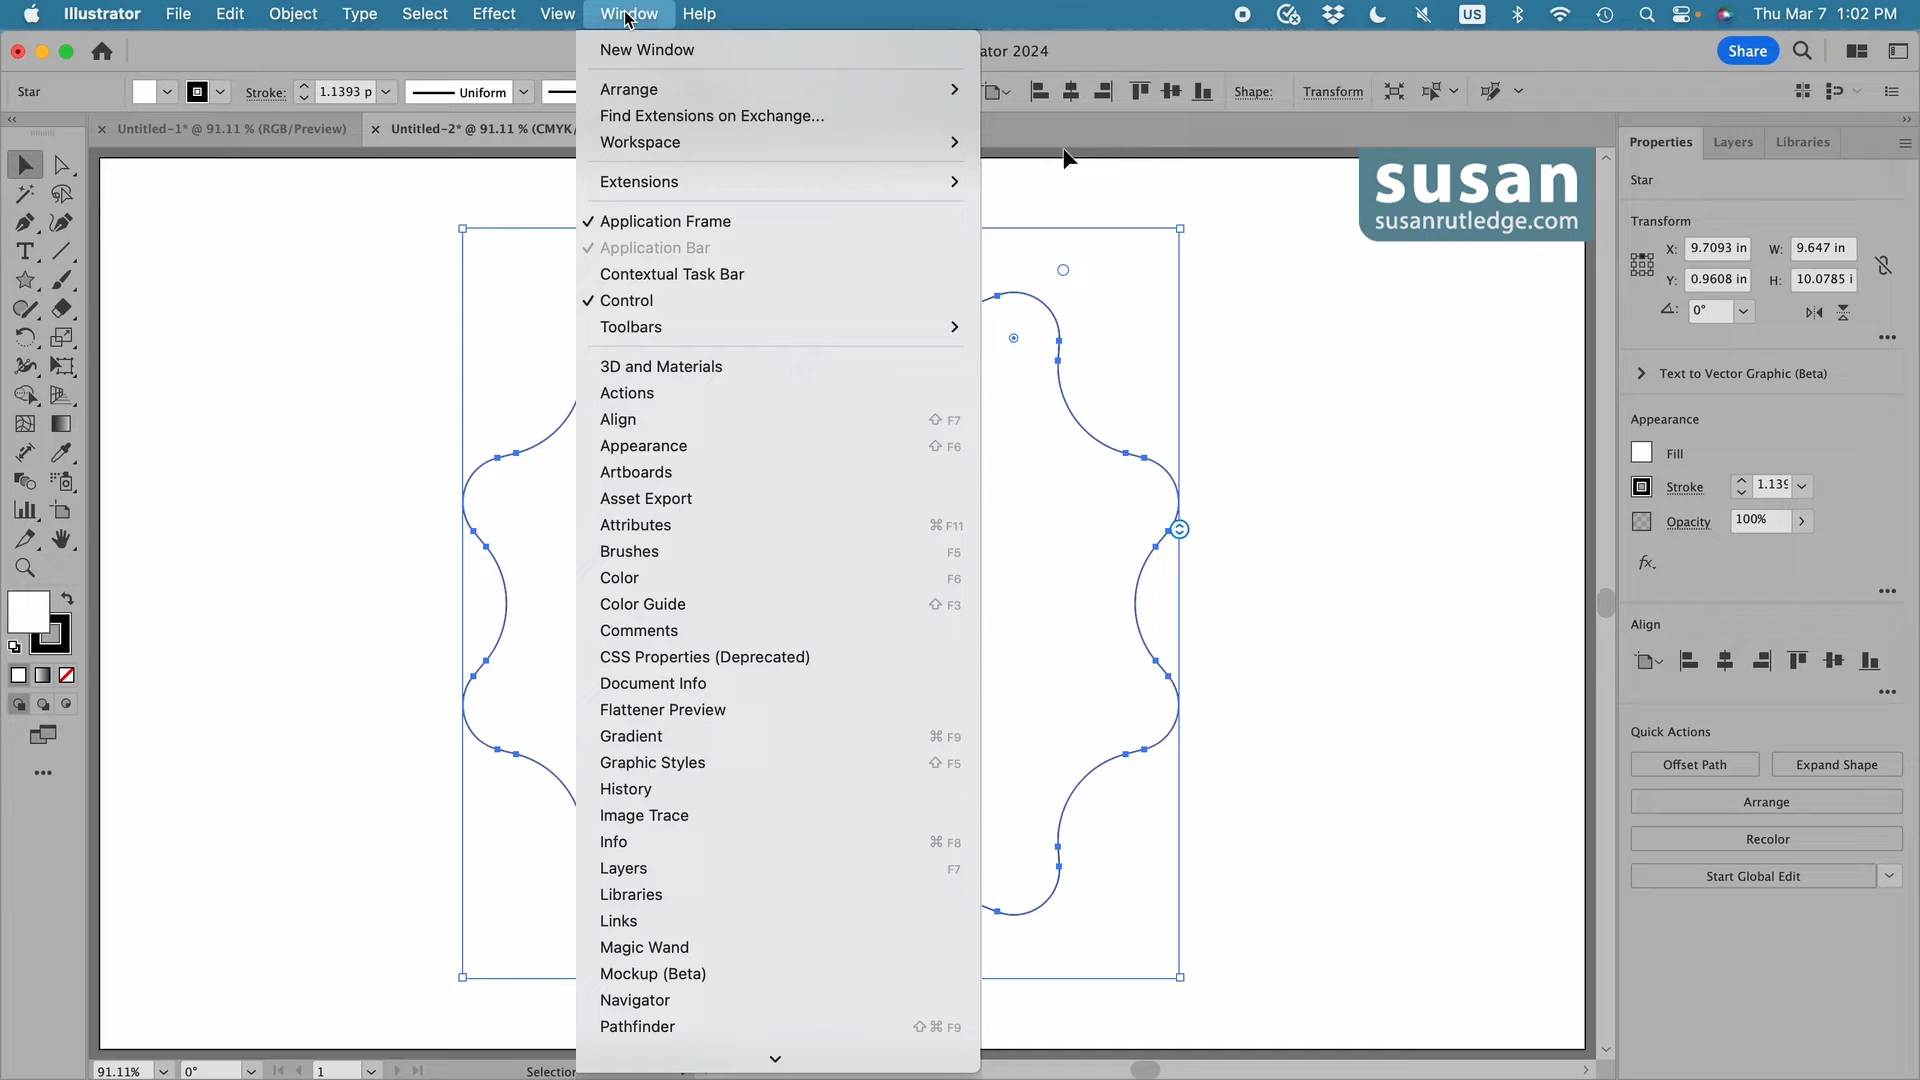 Illustrator File Edit Object Type Select Effect View Window Help US Thu Mar 7 1:02 PM
ator 2024 Share
Star Stroke: 1.1393 p Uniform Shape: Transform
× Untitled-1* @ 91.11 % (RGB/Preview) × Untitled-2* @ 91.11 % (CMYK/
New Window
Arrange
Find Extensions on Exchange...
Workspace
Extensions
Application Frame
Application Bar
Contextual Task Bar
Control
Toolbars
3D and Materials
Actions
Align ⇧ F7
Appearance ⇧ F6
Artboards
Asset Export
Attributes ⌘ F11
Brushes F5
Color F6
Color Guide ⇧ F3
Comments
CSS Properties (Deprecated)
Document Info
Flattener Preview
Gradient ⌘ F9
Graphic Styles ⇧ F5
History
Image Trace
Info ⌘ F8
Layers F7
Libraries
Links
Magic Wand
Mockup (Beta)
Navigator
Pathfinder ⇧ ⌘ F9
susan
susanrutledge.com
Properties Layers Libraries
Star
Transform
X: 9.7093 in W: 9.647 in
Y: 0.9608 in H: 10.0785 i
0°
Text to Vector Graphic (Beta)
Appearance
Fill
Stroke 1.139
Opacity 100%
fx.
Align
Quick Actions
Offset Path Expand Shape
Arrange
Recolor
Start Global Edit
91.11% 0° 1 Selection